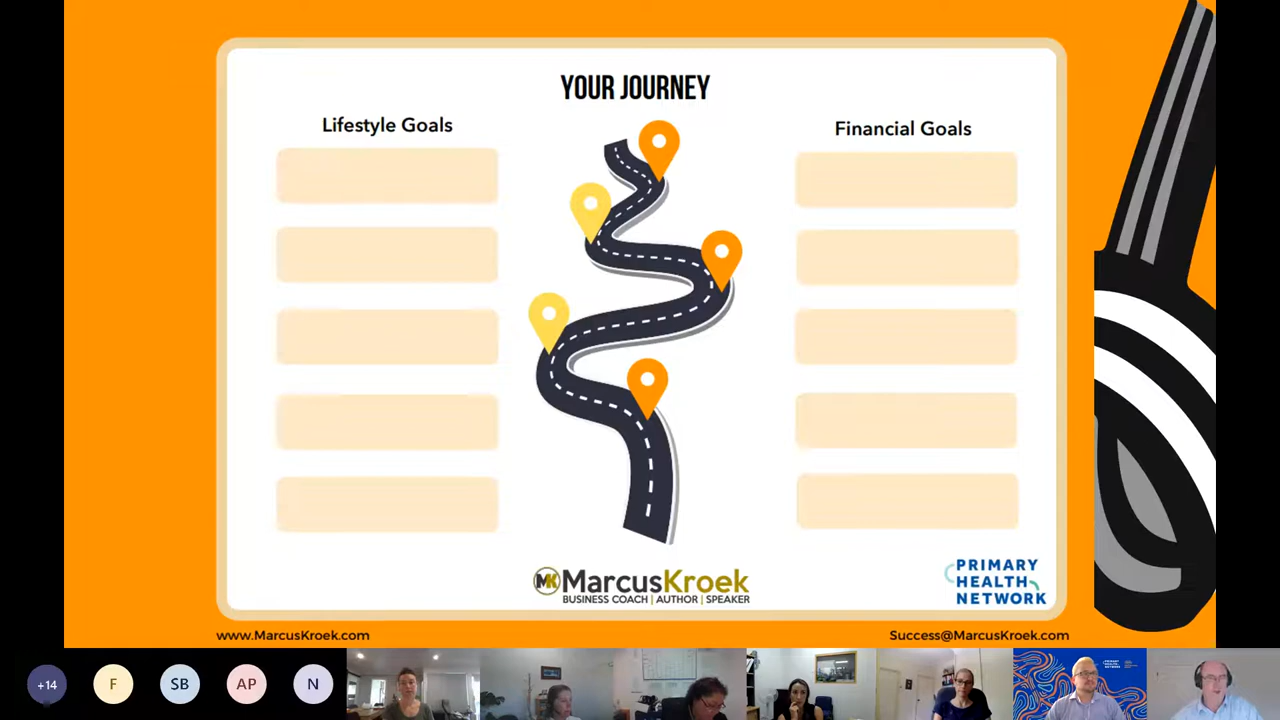 YOUR JOURNEY
Lifestyle Goals
Financial Goals
MK MarcusKroek
BUSINESS COACH | AUTHOR | SPEAKER
PRIMARY
HEALTH
NETWORK
www.MarcusKroek.com
Success@MarcusKroek.com
+14
F
SB
AP
N